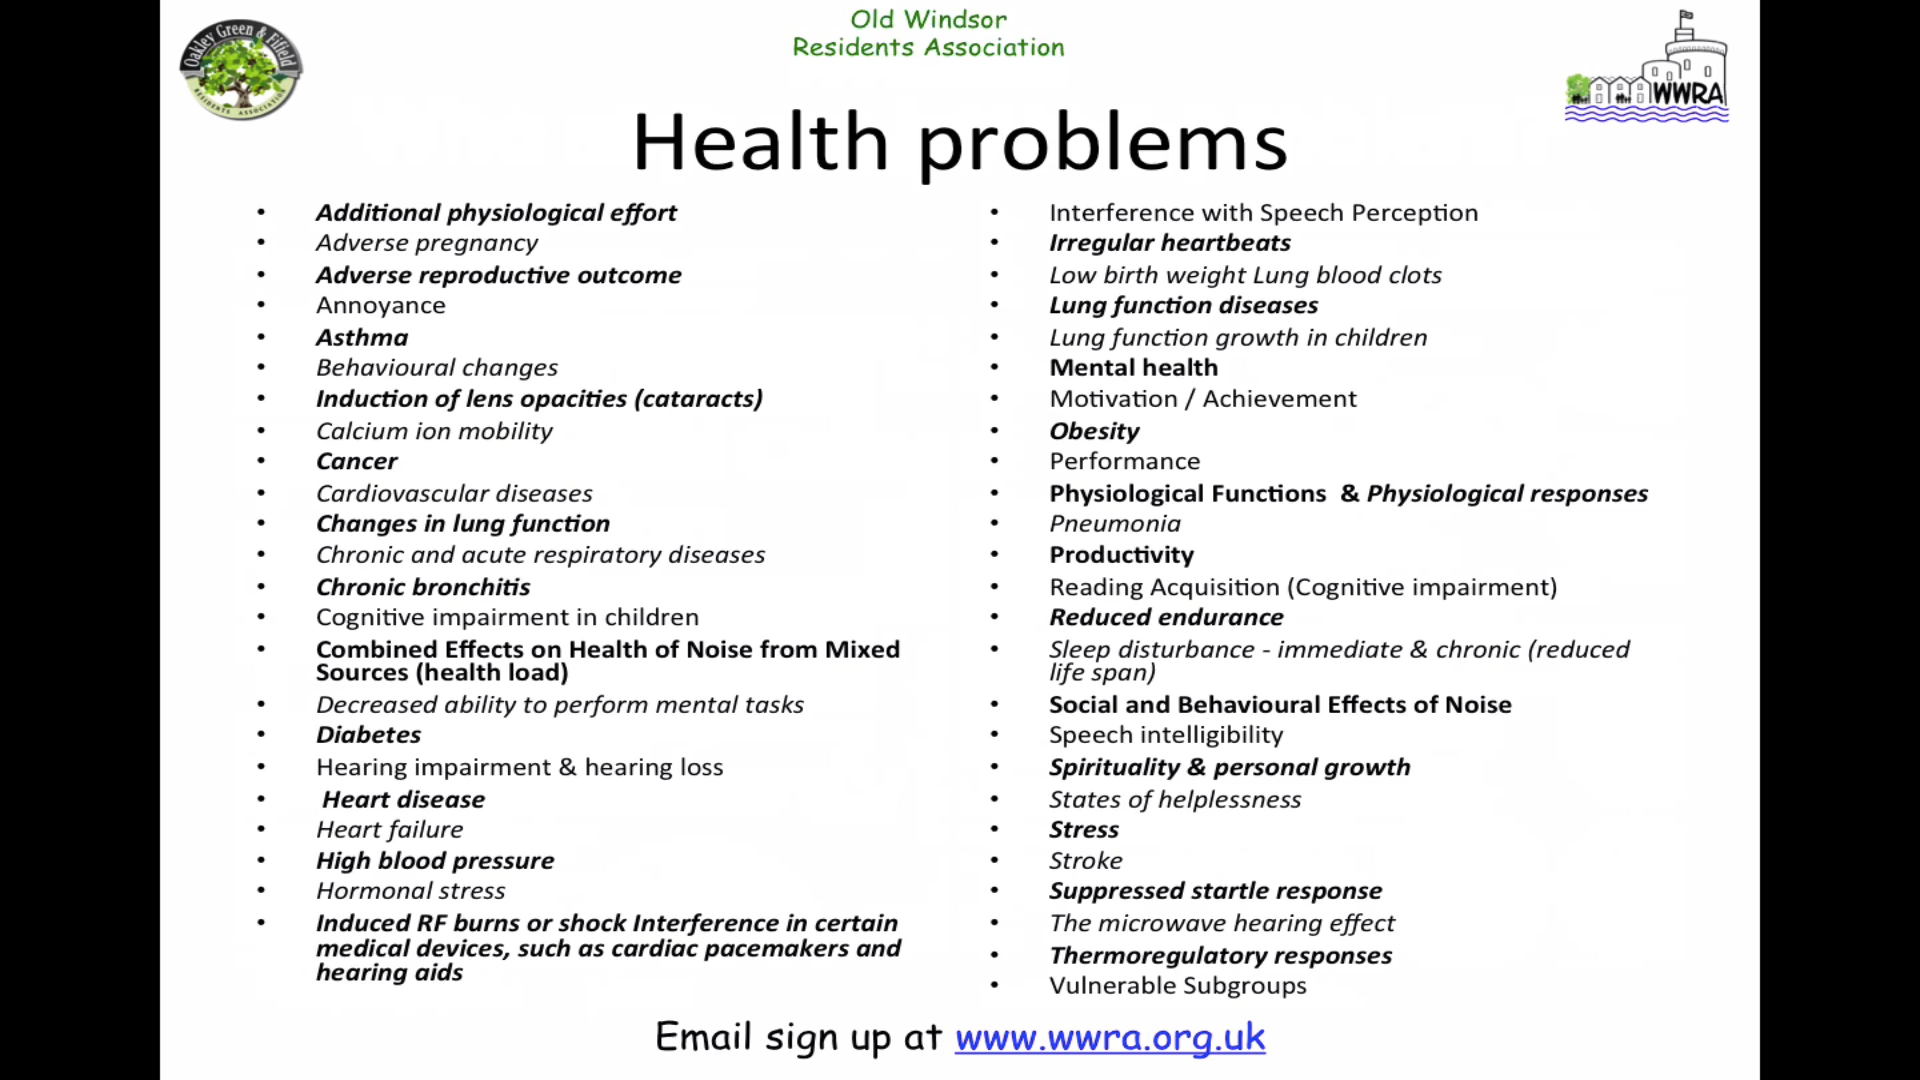 Oakley Green & Fifield
RESIDENTS ASSOCIATION
Old Windsor
Residents Association
WWRA
Health problems
• Additional physiological effort
• Adverse pregnancy
• Adverse reproductive outcome
• Annoyance
• Asthma
• Behavioural changes
• Induction of lens opacities (cataracts)
• Calcium ion mobility
• Cancer
• Cardiovascular diseases
• Changes in lung function
• Chronic and acute respiratory diseases
• Chronic bronchitis
• Cognitive impairment in children
• Combined Effects on Health of Noise from Mixed
Sources (health load)
• Decreased ability to perform mental tasks
• Diabetes
• Hearing impairment & hearing loss
• Heart disease
• Heart failure
• High blood pressure
• Hormonal stress
• Induced RF burns or shock Interference in certain
medical devices, such as cardiac pacemakers and
hearing aids
• Interference with Speech Perception
• Irregular heartbeats
• Low birth weight Lung blood clots
• Lung function diseases
• Lung function growth in children
• Mental health
• Motivation / Achievement
• Obesity
• Performance
• Physiological Functions & Physiological responses
• Pneumonia
• Productivity
• Reading Acquisition (Cognitive impairment)
• Reduced endurance
• Sleep disturbance - immediate & chronic (reduced
life span)
• Social and Behavioural Effects of Noise
• Speech intelligibility
• Spirituality & personal growth
• States of helplessness
• Stress
• Stroke
• Suppressed startle response
• The microwave hearing effect
• Thermoregulatory responses
• Vulnerable Subgroups
Email sign up at www.wwra.org.uk